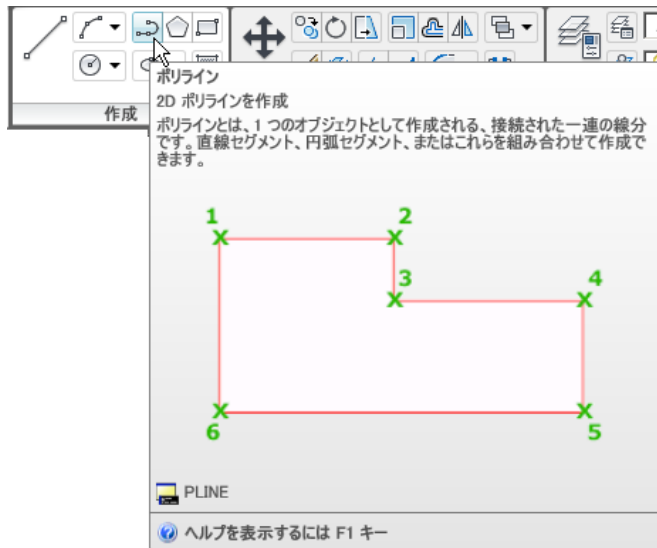 作成
ポリライン
2D ポリラインを作成
ポリラインとは、1 つのオブジェクトとして作成される、接続された一連の線分
です。直線セグメント、円弧セグメント、またはこれらを組み合わせて作成で
きます。
1
2
3
4
6
5
PLINE
ヘルプを表示するには F1 キー